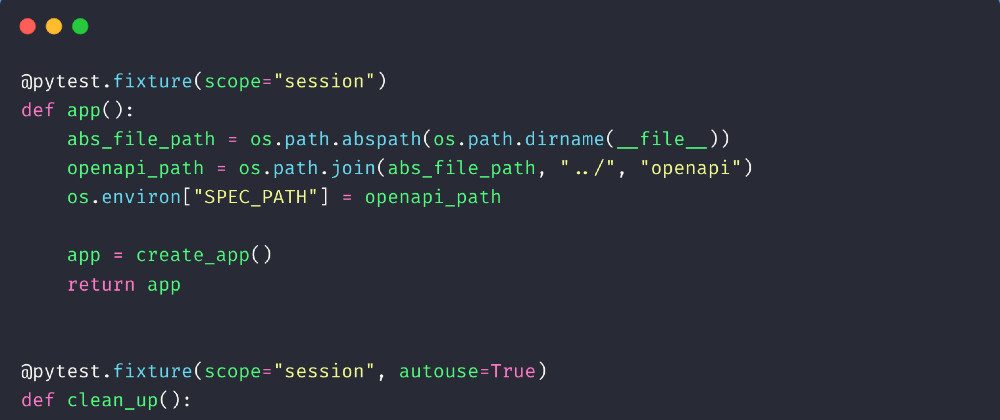 @pytest.fixture(scope="session")
def app():
    abs_file_path = os.path.abspath(os.path.dirname(__file__))
    openapi_path = os.path.join(abs_file_path, "../", "openapi")
    os.environ["SPEC_PATH"] = openapi_path
    app = create_app()
    return app
@pytest.fixture(scope="session", autouse=True)
def clean_up():